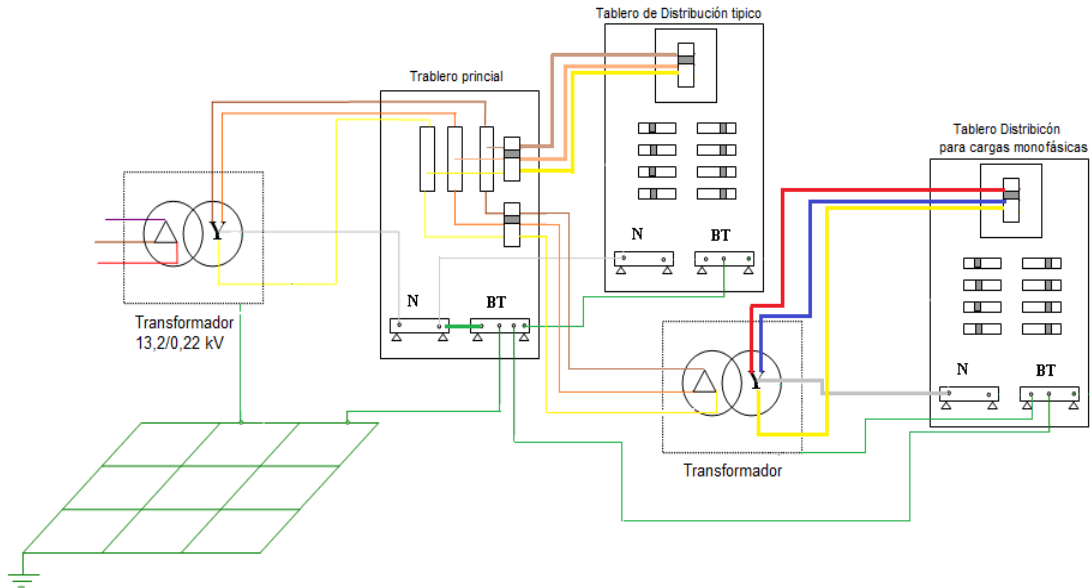 Tablero de Distribución tipico
Trablero princial
Tablero Distribicón
para cargas monofásicas
Y
N
BT
N
BT
Transformador
13,2/0,22 kV
Y
N
BT
Transformador